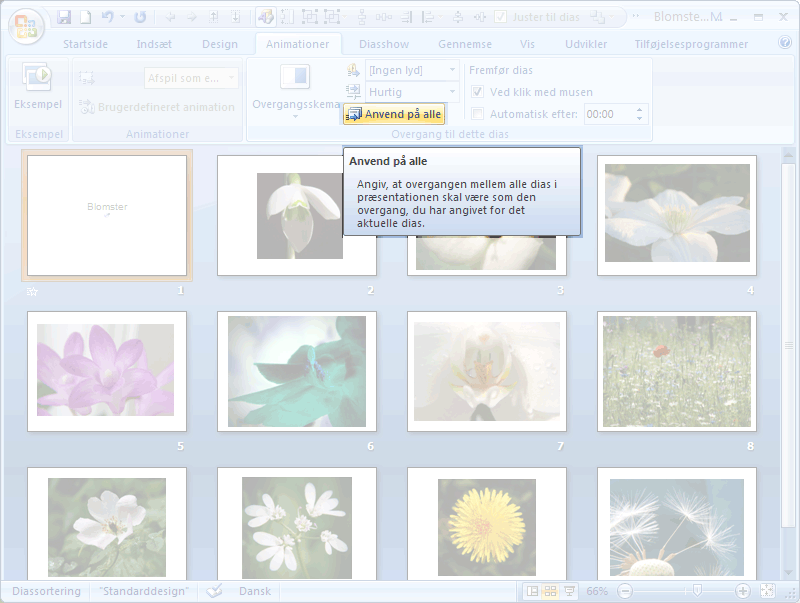 Juster til dias
Blomste...M
Startside Indsæt Design Animationer Diasshow Gennemse Vis Udvikler Tilføjelsesprogrammer
Eksempel
Eksempel
Afspil som e...
Brugerdefineret animation
Animationer
Overgangsskema
[Ingen lyd]
Hurtig
Anvend på alle
Fremfør dias
Ved klik med musen
Automatisk efter: 00:00
Overgang til dette dias
Anvend på alle
Angiv, at overgangen mellem alle dias i
præsentationen skal være som den
overgang, du har angivet for det
aktuelle dias.
Blomster
1 2 3 4
5 6 7 8
Diassortering "Standarddesign" Dansk 66%